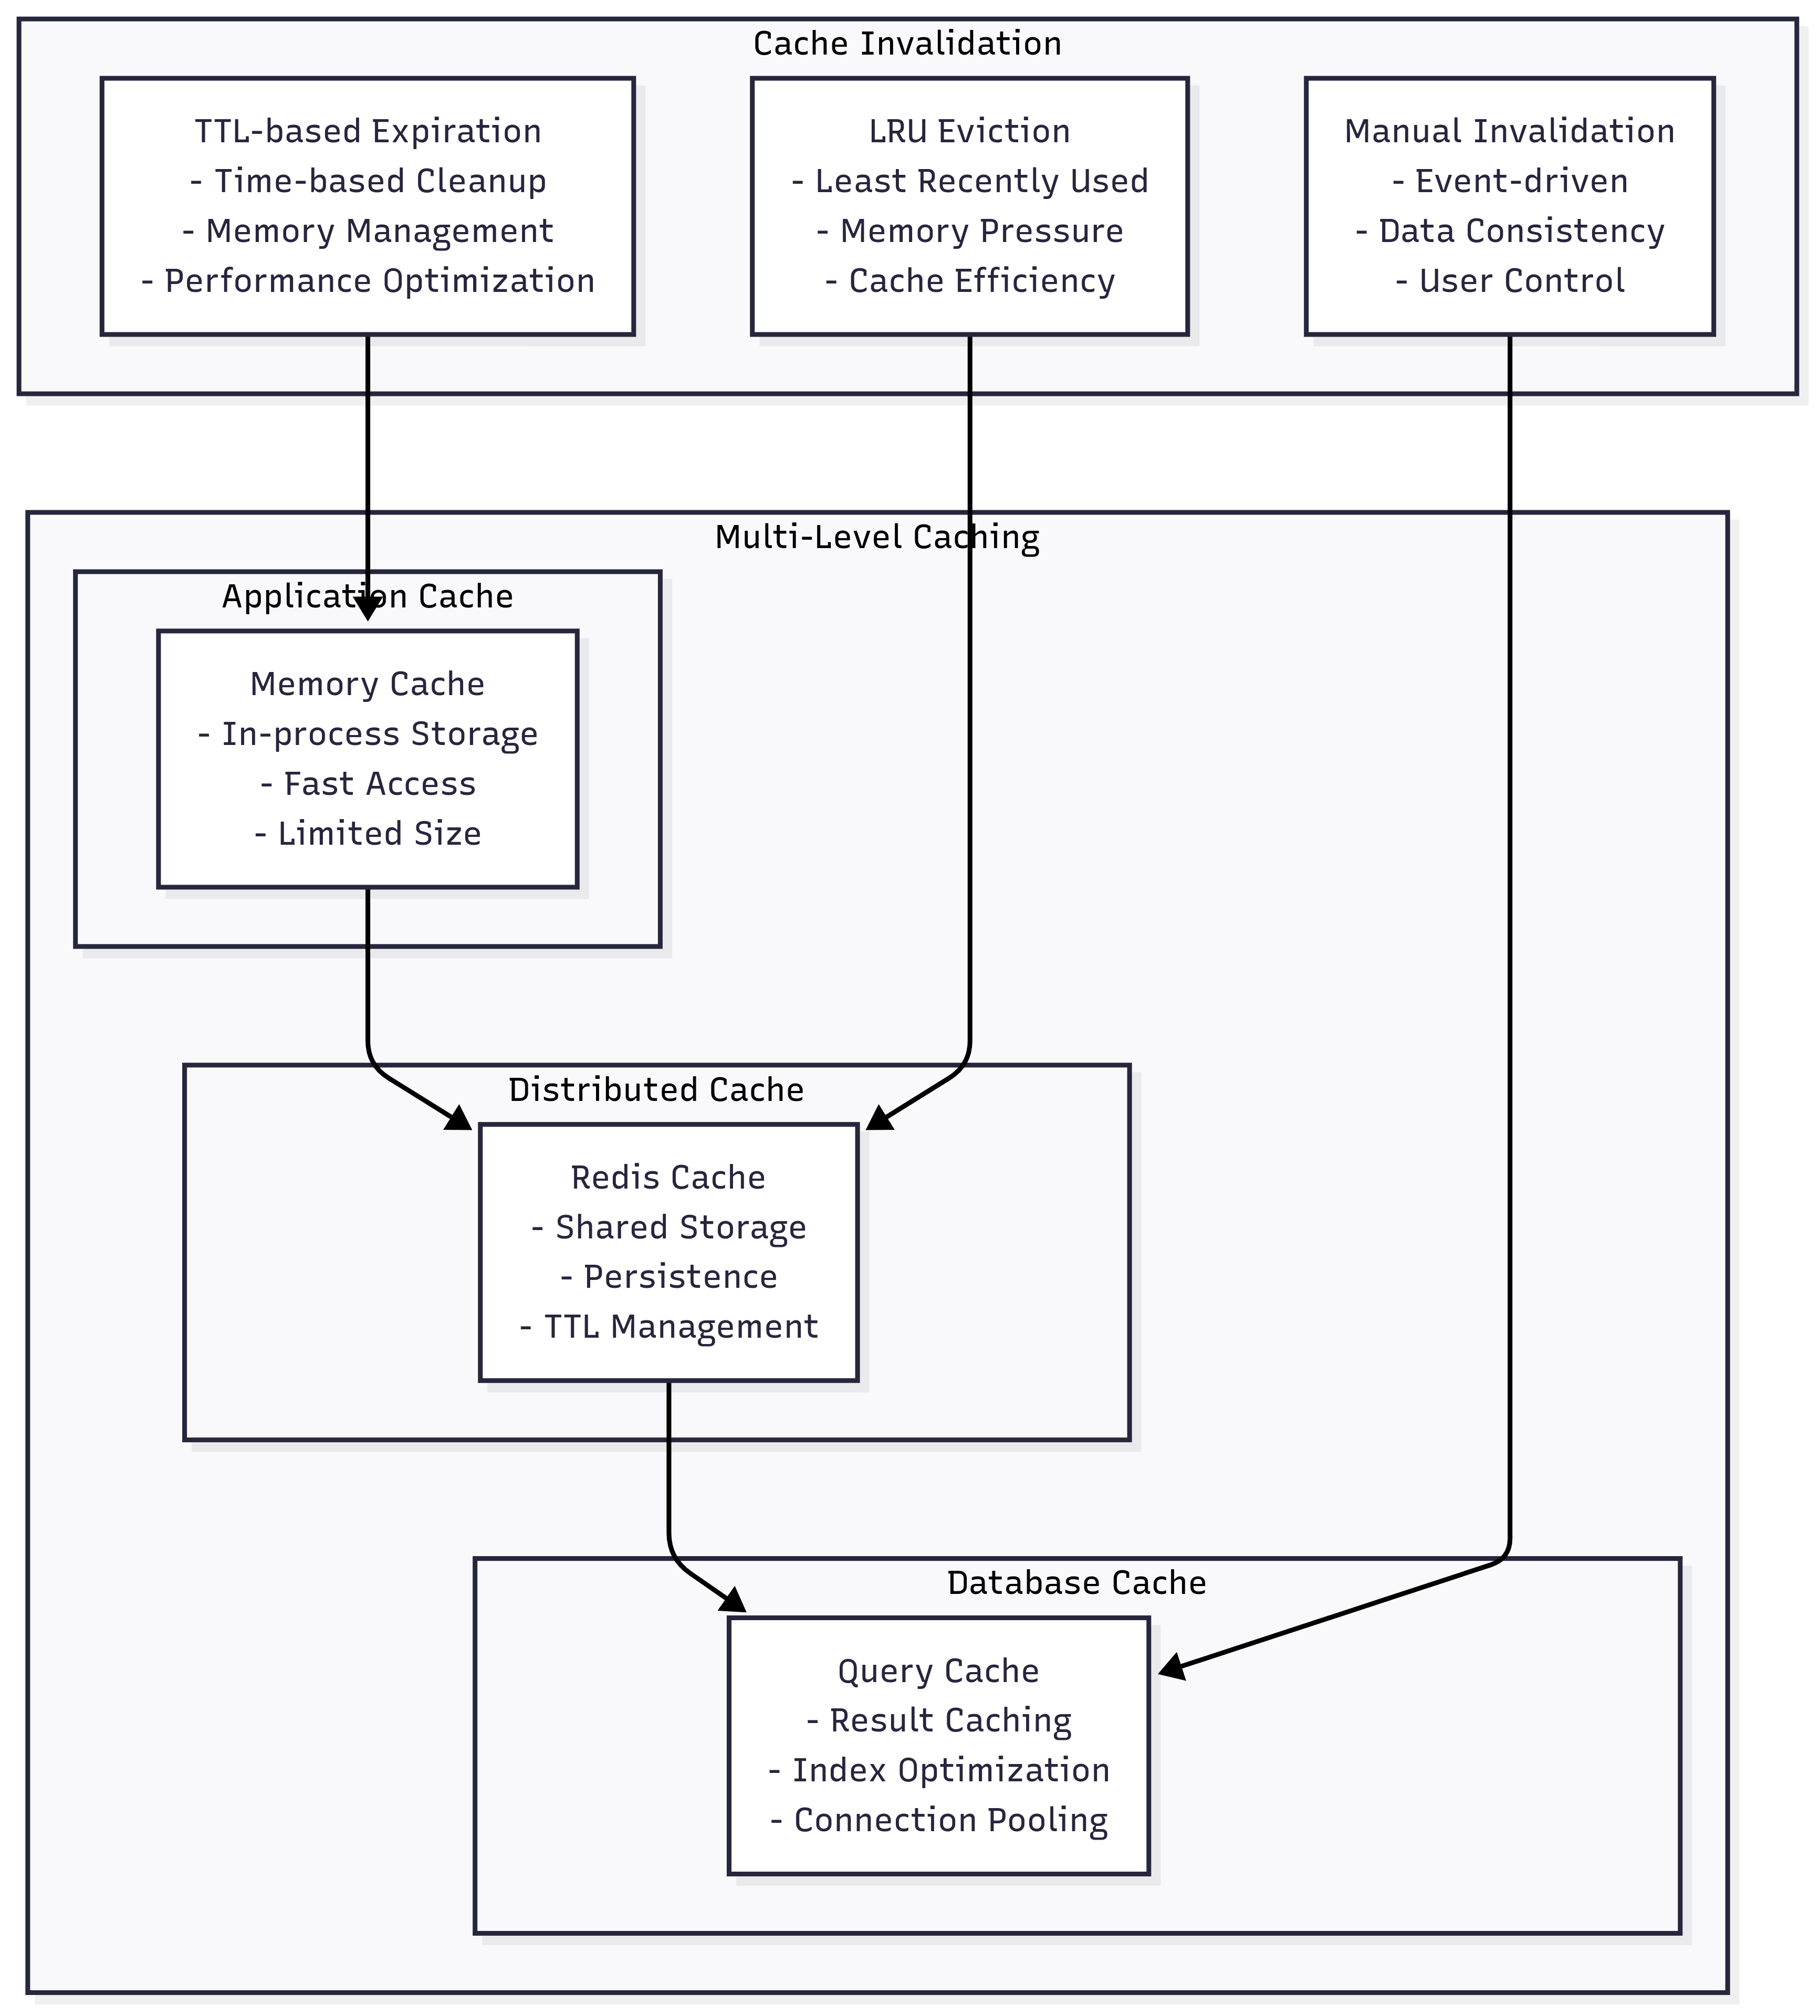 Cache Invalidation
TTL-based Expiration
- Time-based Cleanup
- Memory Management
- Performance Optimization
LRU Eviction
- Least Recently Used
- Memory Pressure
- Cache Efficiency
Manual Invalidation
- Event-driven
- Data Consistency
- User Control
Multi-Level Caching
Application Cache
Memory Cache
- In-process Storage
- Fast Access
- Limited Size
Distributed Cache
Redis Cache
- Shared Storage
- Persistence
- TTL Management
Database Cache
Query Cache
- Result Caching
- Index Optimization
- Connection Pooling